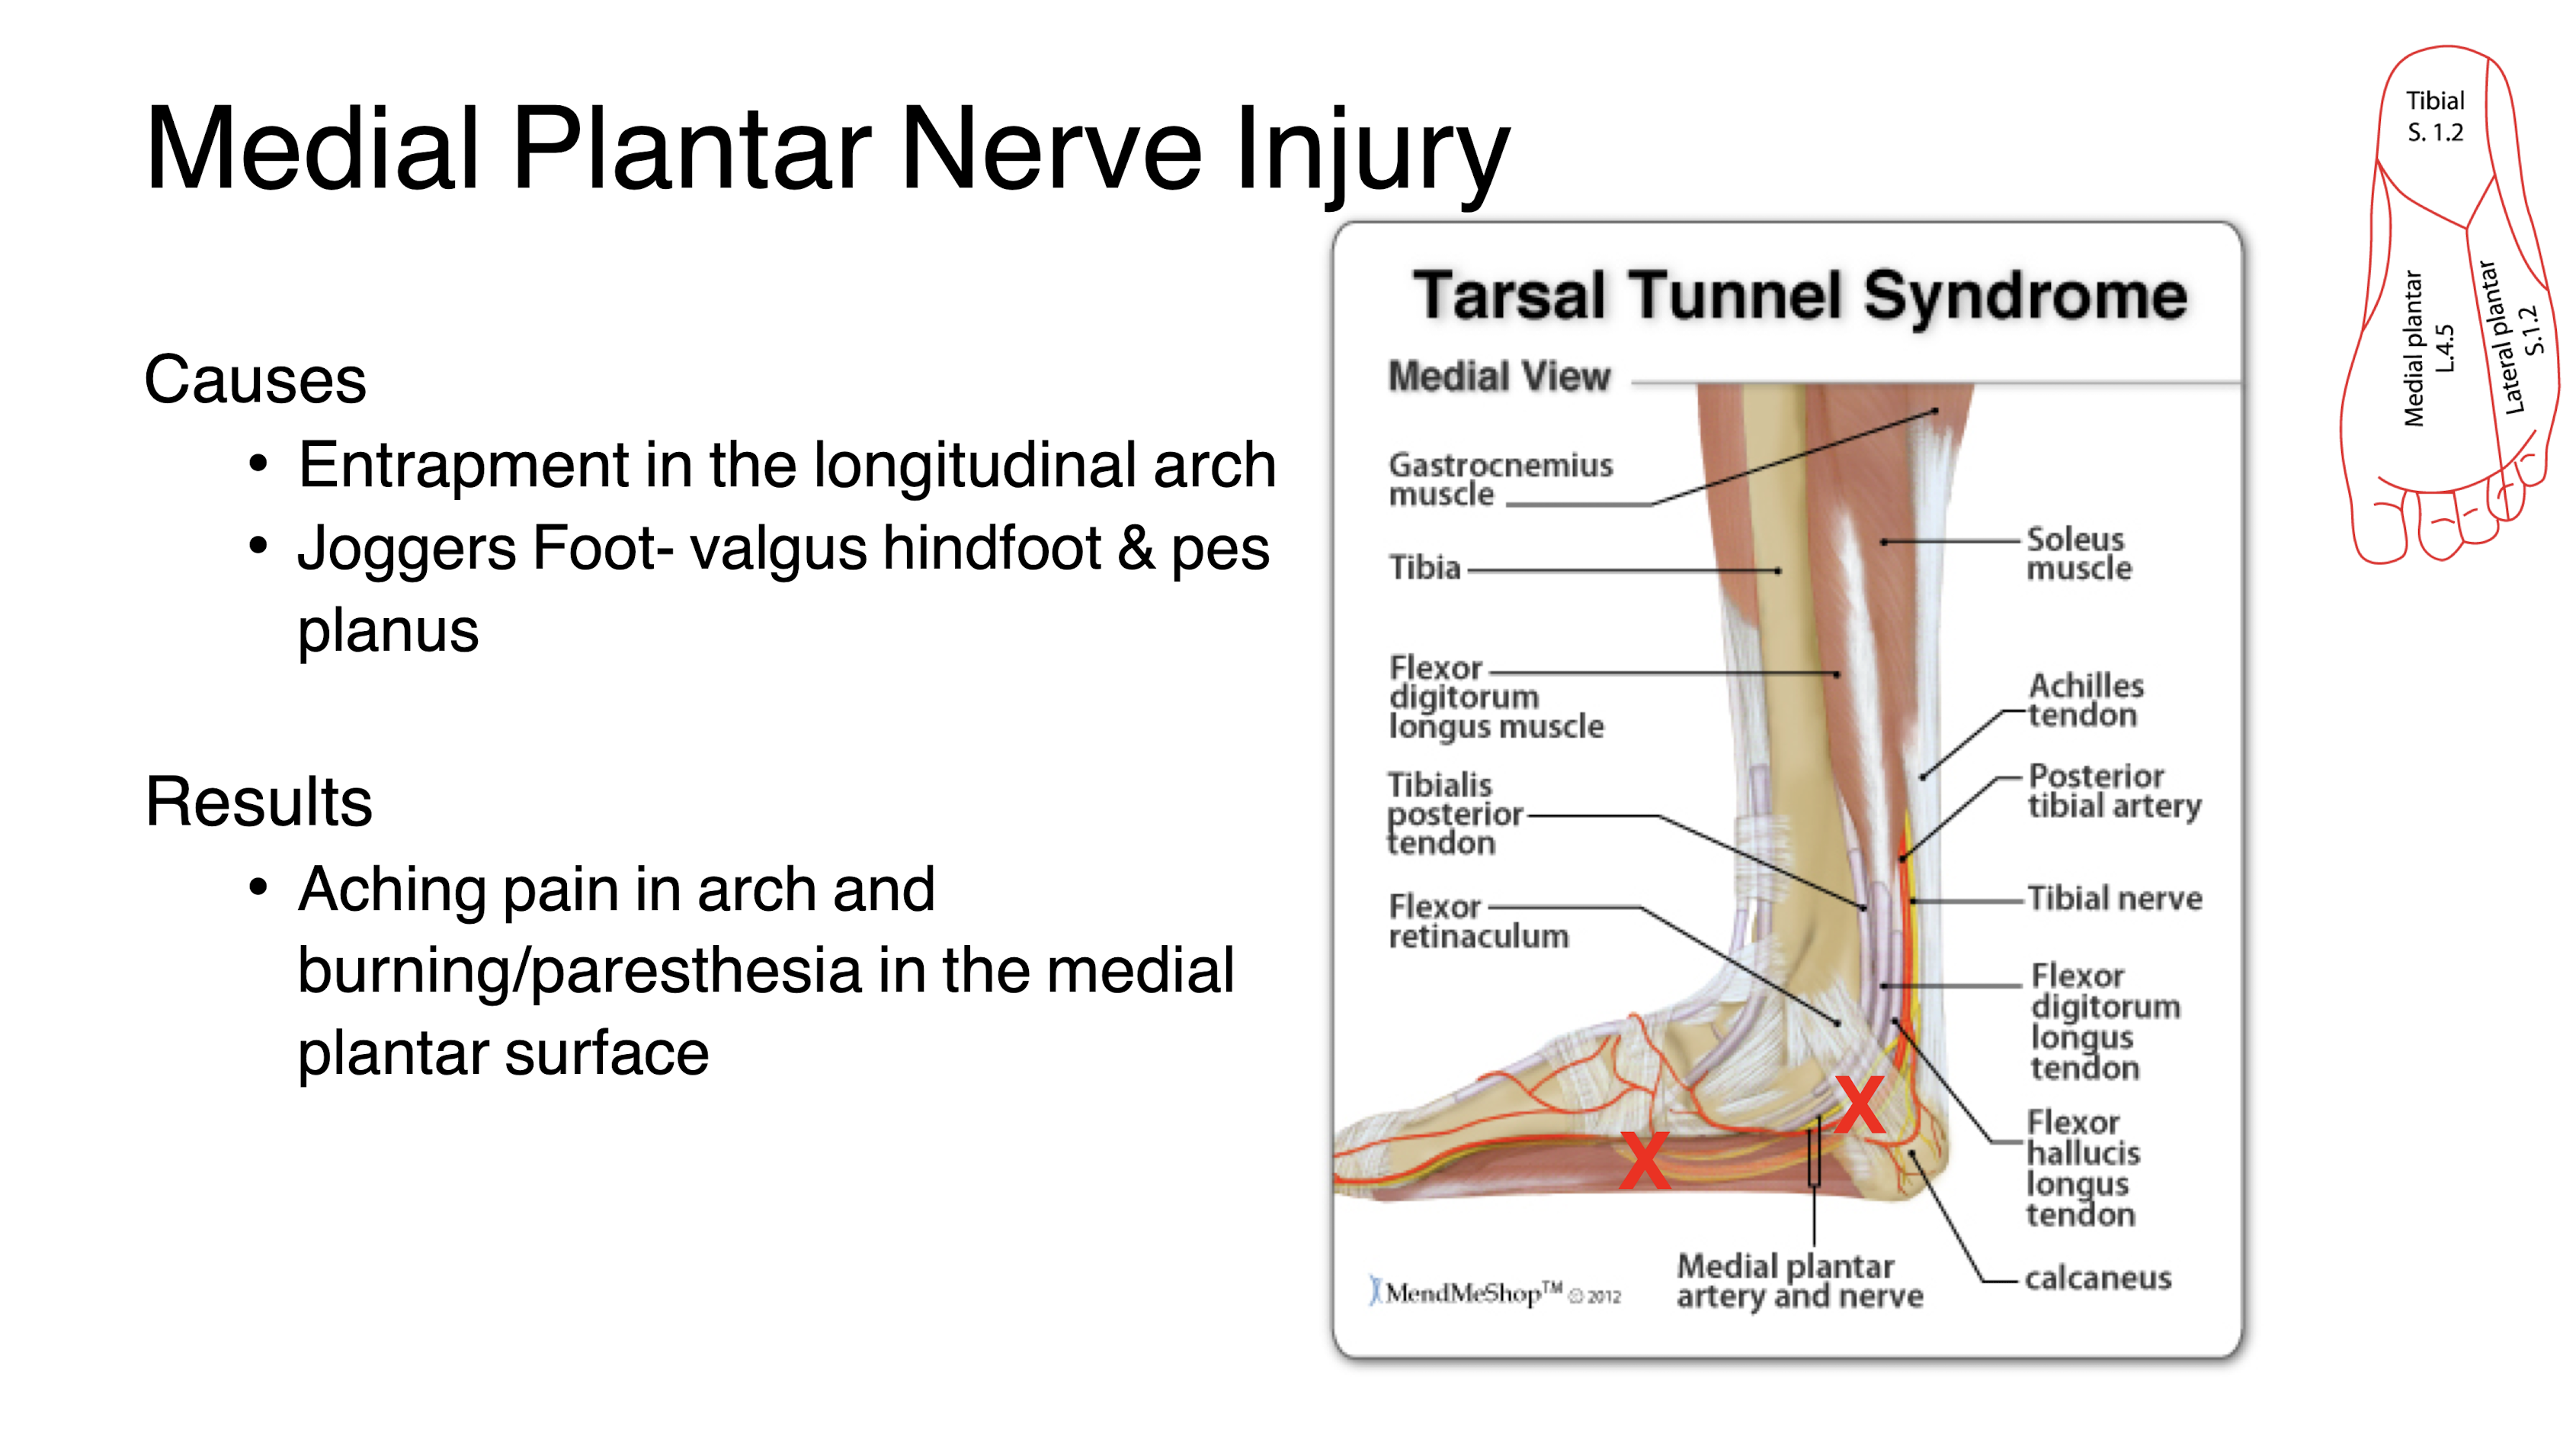 Medial Plantar Nerve Injury
Causes
• Entrapment in the longitudinal arch
• Joggers Foot- valgus hindfoot & pes
planus
Results
• Aching pain in arch and
burning/paresthesia in the medial
plantar surface
Tarsal Tunnel Syndrome
Medial View
Gastrocnemius
muscle
Tibia
Flexor
digitorum
longus muscle
Tibialis
posterior
tendon
Flexor
retinaculum
Soleus
muscle
Achilles
tendon
Posterior
tibial artery
Tibial nerve
Flexor
digitorum
longus
tendon
Flexor
hallucis
longus
tendon
calcaneus
X
X
Medial plantar
artery and nerve
MendMeShop™ © 2012
Tibial
S. 1.2
Medial plantar
L.4.5
Lateral plantar
S.1.2